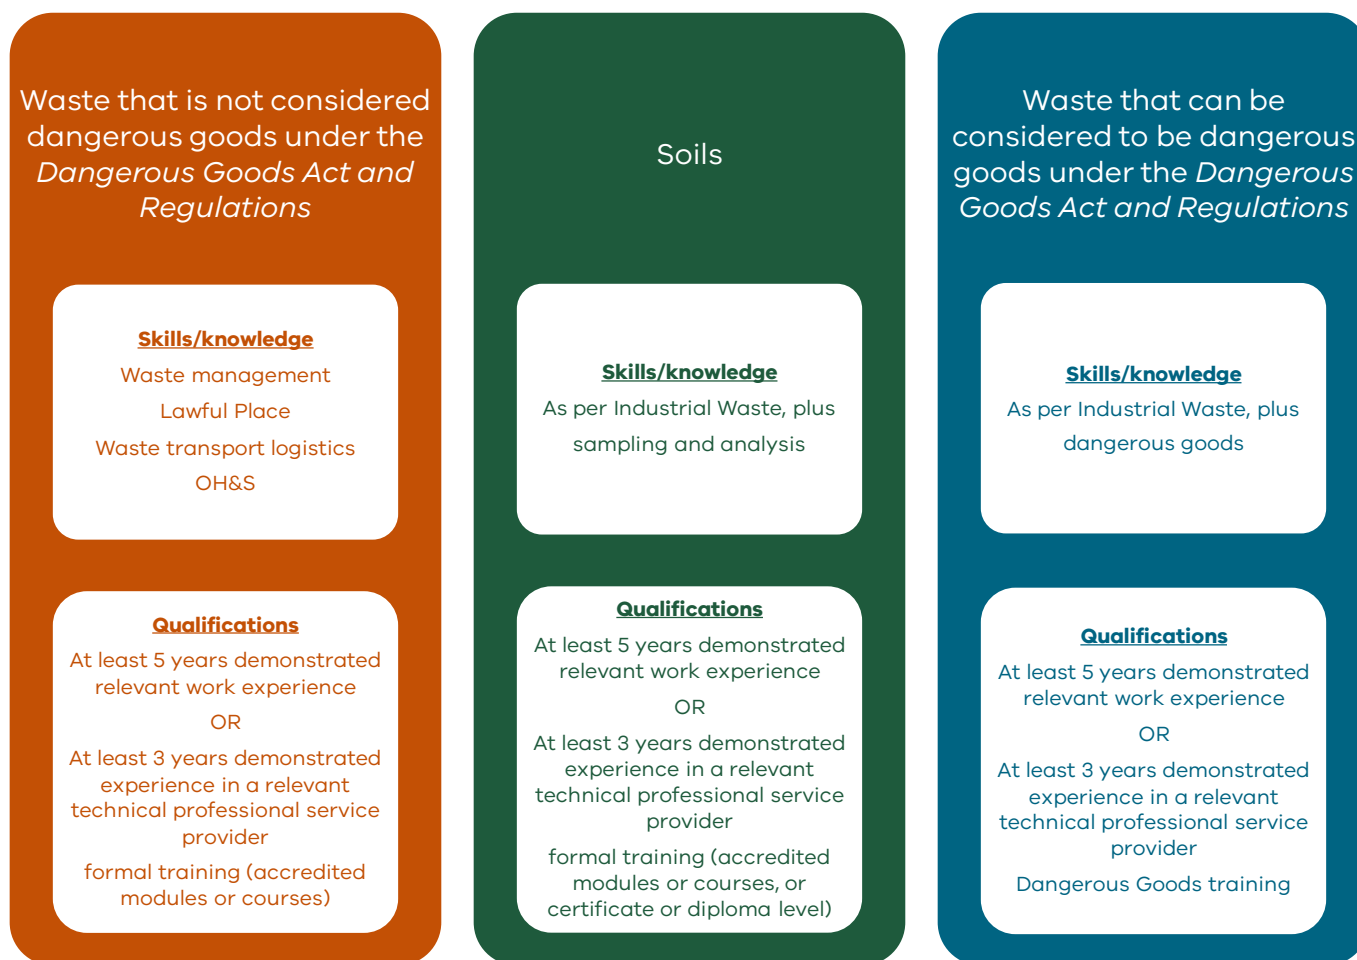 Waste that is not considered
dangerous goods under the
Dangerous Goods Act and
Regulations
Skills/knowledge
Waste management
Lawful Place
Waste transport logistics
OH&S
Qualifications
At least 5 years demonstrated
relevant work experience
OR
At least 3 years demonstrated
experience in a relevant
technical professional service
provider
formal training (accredited
modules or courses)
Soils
Skills/knowledge
As per Industrial Waste, plus
sampling and analysis
Qualifications
At least 5 years demonstrated
relevant work experience
OR
At least 3 years demonstrated
experience in a relevant
technical professional service
provider
formal training (accredited
modules or courses, or
certificate or diploma level)
Waste that can be
considered to be dangerous
goods under the Dangerous
Goods Act and Regulations
Skills/knowledge
As per Industrial Waste, plus
dangerous goods
Qualifications
At least 5 years demonstrated
relevant work experience
OR
At least 3 years demonstrated
experience in a relevant
technical professional service
provider
Dangerous Goods training